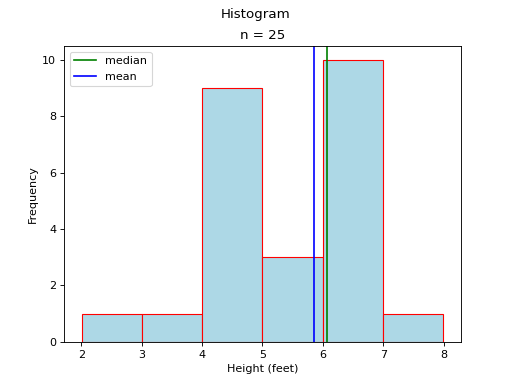 Histogram
n = 25
median
mean
10
8
6
4
2
0
Frequency
2 3 4 5 6 7 8
Height (feet)